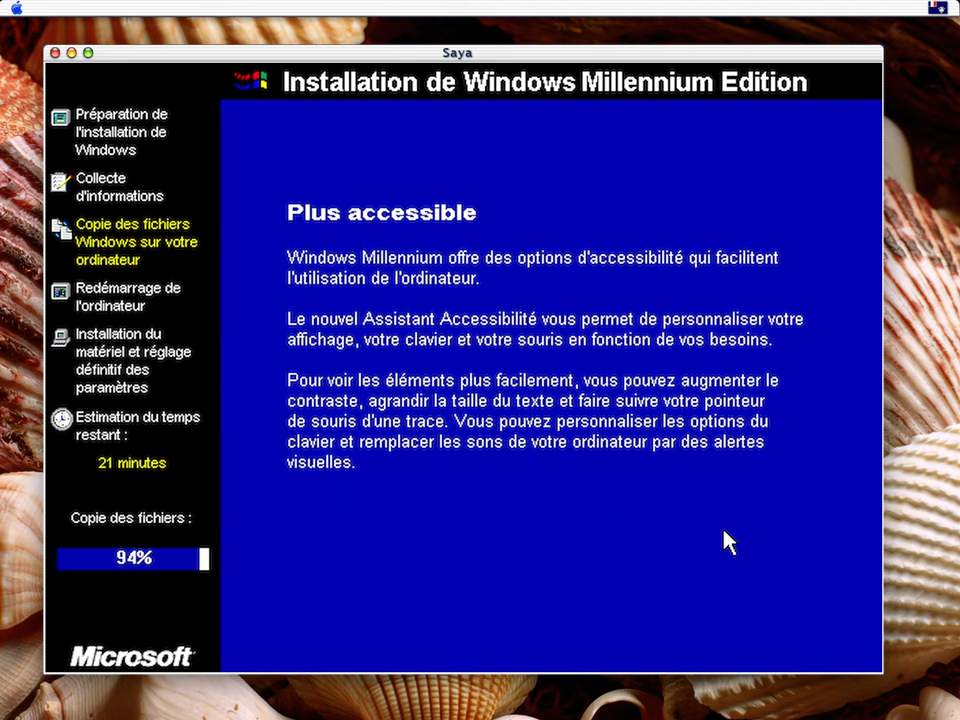 Saya
Installation de Windows Millennium Edition
Préparation de
l'installation de
Windows
Collecte
d'informations
Copie des fichiers
Windows sur votre
ordinateur
Redémarrage de
l'ordinateur
Installation du
matériel et réglage
définitif des
paramètres
Estimation du temps
restant :
21 minutes
Copie des fichiers :
94%
Microsoft
Plus accessible
Windows Millennium offre des options d'accessibilité qui facilitent
l'utilisation de l'ordinateur.
Le nouvel Assistant Accessibilité vous permet de personnaliser votre
affichage, votre clavier et votre souris en fonction de vos besoins.
Pour voir les éléments plus facilement, vous pouvez augmenter le
contraste, agrandir la taille du texte et faire suivre votre pointeur
de souris d'une trace. Vous pouvez personnaliser les options du
clavier et remplacer les sons de votre ordinateur par des alertes
visuelles.